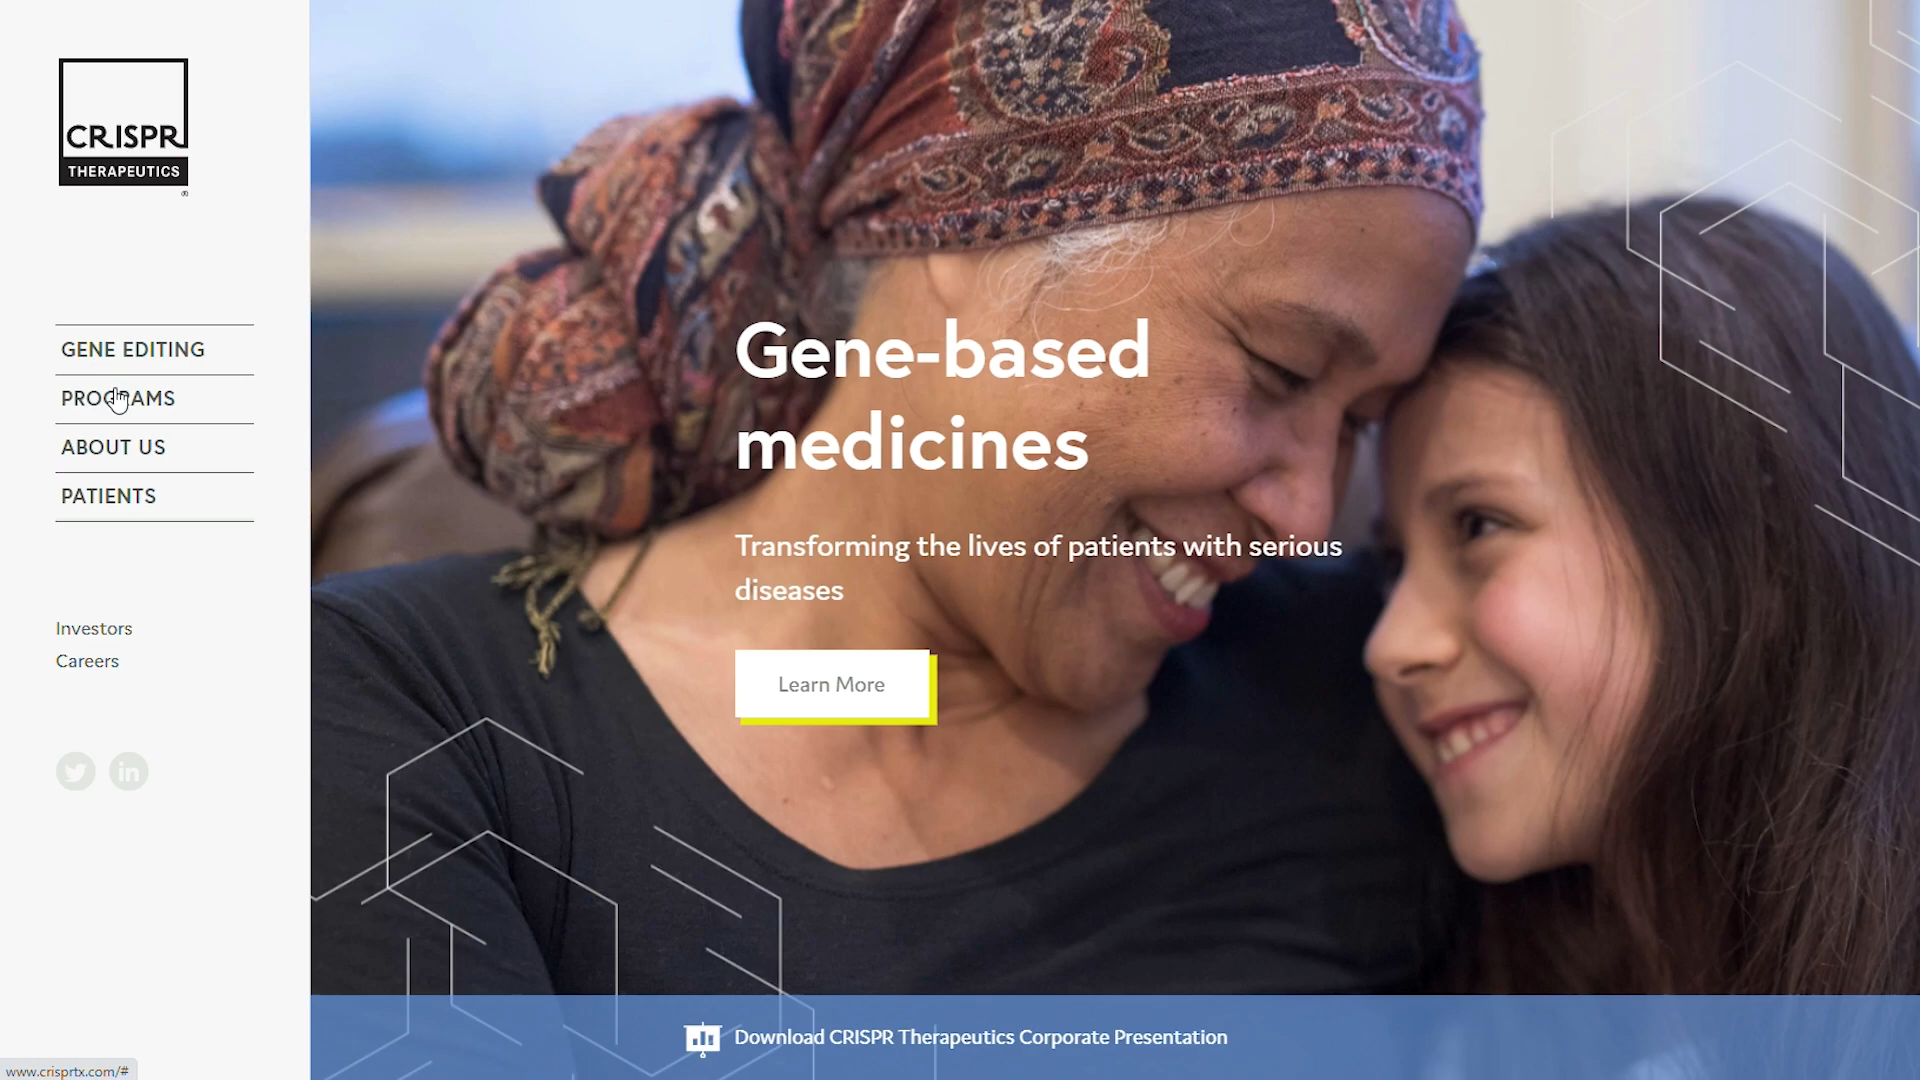 CRISPR
THERAPEUTICS
®
GENE EDITING
PROGRAMS
ABOUT US
PATIENTS
Investors
Careers
in
Gene-based
medicines
Transforming the lives of patients with serious
diseases
Learn More
Download CRISPR Therapeutics Corporate Presentation
www.crisprtx.com/#